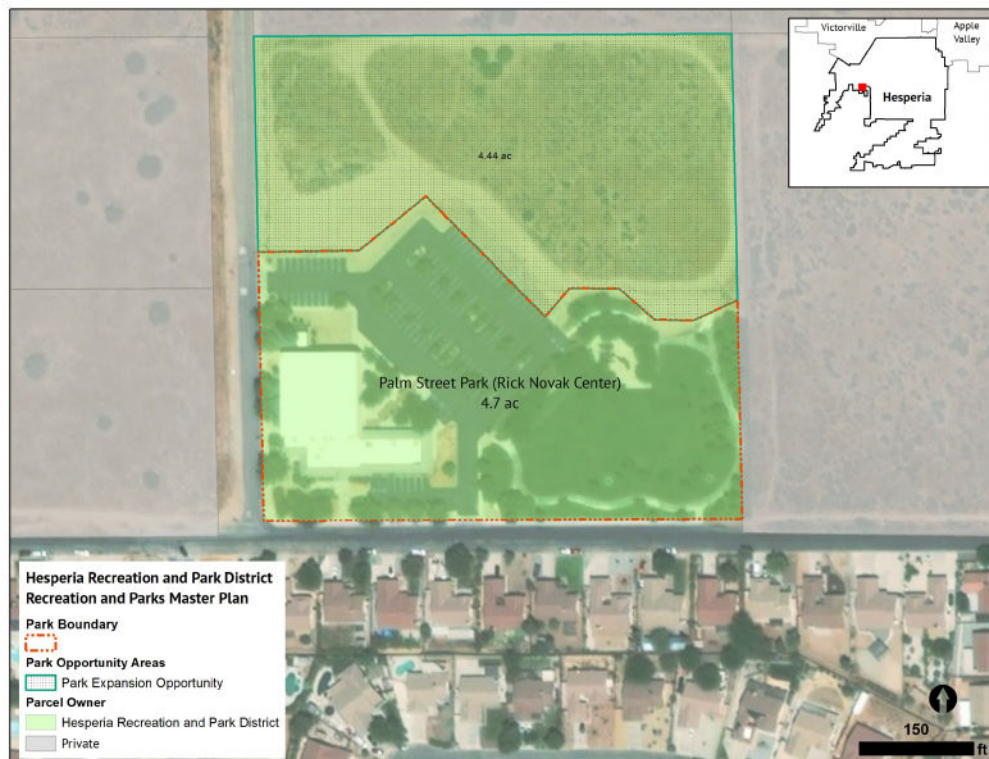 Victorville
Apple
Valley
Hesperia
4.44 ac
Palm Street Park (Rick Novak Center)
4.7 ac
Hesperia Recreation and Park District
Recreation and Parks Master Plan
Park Boundary
Park Opportunity Areas
Park Expansion Opportunity
Parcel Owner
Hesperia Recreation and Park District
Private
150
ft